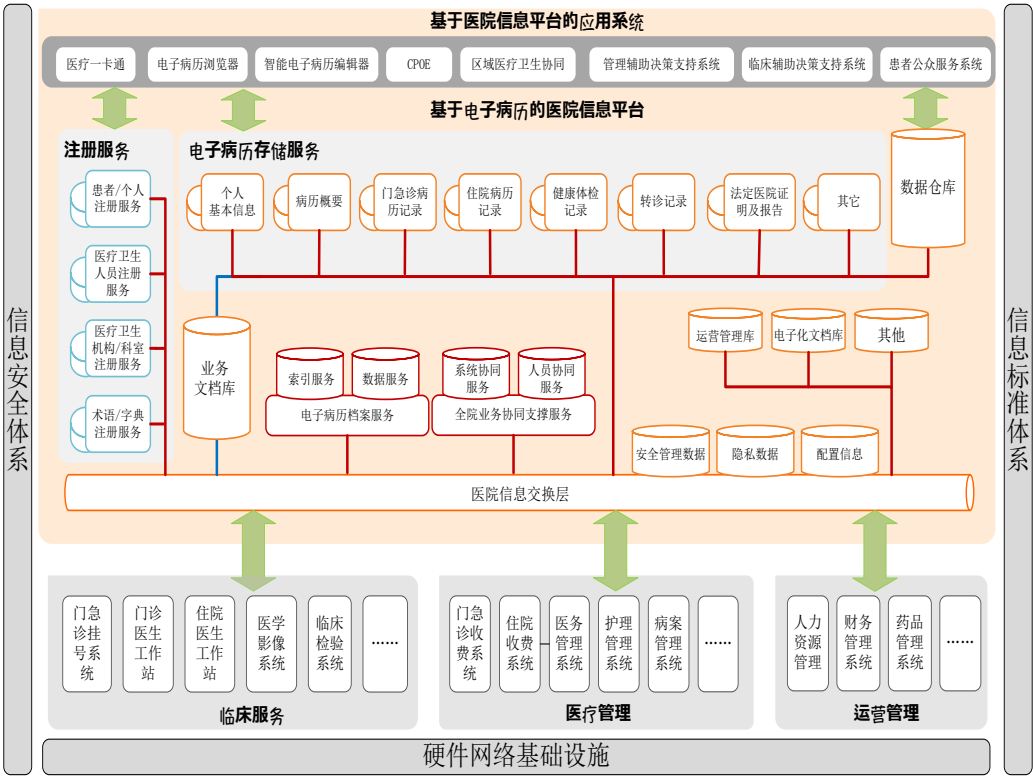 基于医院信息平台的应用系统
医疗一卡通
电子病历浏览器
智能电子病历编辑器
CPOE
区域医疗卫生协同
管理辅助决策支持系统
临床辅助决策支持系统
患者公众服务系统
基于电子病历的医院信息平台
注册服务
患者/个人
注册服务
医疗卫生
人员注册
服务
医疗卫生
机构/科室
注册服务
术语/字典
注册服务
电子病历存储服务
个人
基本信息
病历概要
门急诊病
历记录
住院病历
记录
健康体检
记录
转诊记录
法定医院证
明及报告
其它
数据仓库
业务
文档库
索引服务
数据服务
电子病历档案服务
系统协同
服务
人员协同
服务
全院业务协同支撑服务
运营管理库
电子化文档库
其他
安全管理数据
隐私数据
配置信息
医院信息交换层
信息安全体系
信息标准体系
门急
诊挂
号系
统
门诊
医生
工作
站
住院
医生
工作
站
医学
影像
系统
临床
检验
系统
……
临床服务
门急
诊收
费系
统
住院
收费
系统
医务
管理
系统
护理
管理
系统
病案
管理
系统
……
医疗管理
人力
资源
管理
财务
管理
系统
药品
管理
系统
……
运营管理
硬件网络基础设施